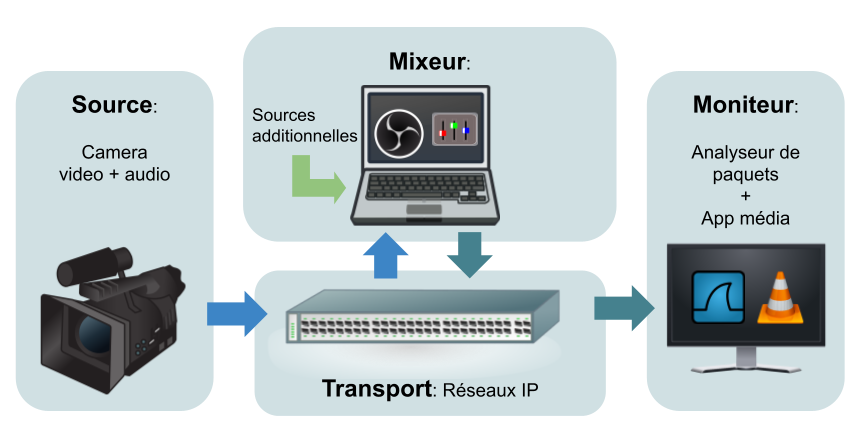 Source:
Camera
video + audio
Mixeur:
Sources
additionnelles
Transport: Réseaux IP
Moniteur:
Analyseur de
paquets
+
App média